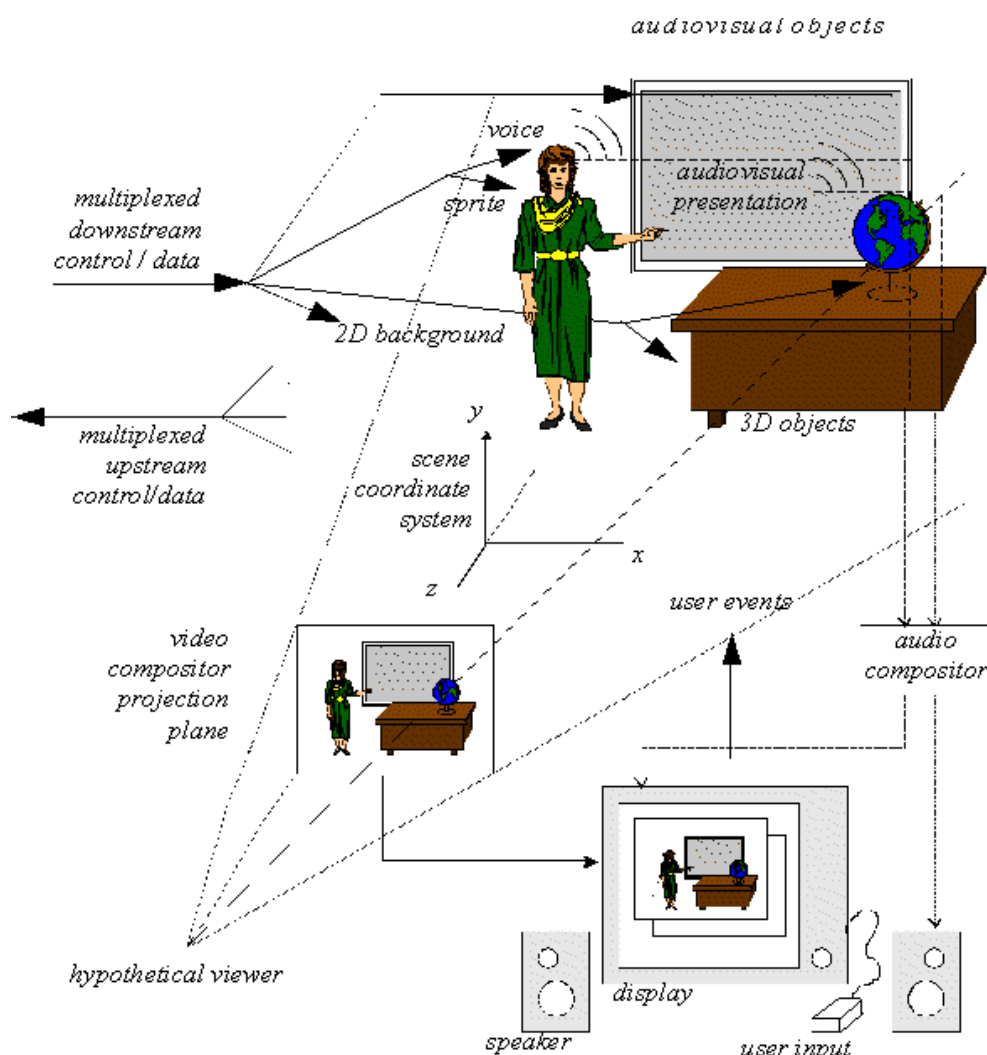 audiovisual objects
voice
sprite
audiovisual
presentation
multiplexed
downstream
control / data
2D background
3D objects
multiplexed
upstream
control/data
y
scene
coordinate
system
x
z
user events
video
compositor
projection
plane
audio
compositor
hypothetical viewer
display
speaker
user input